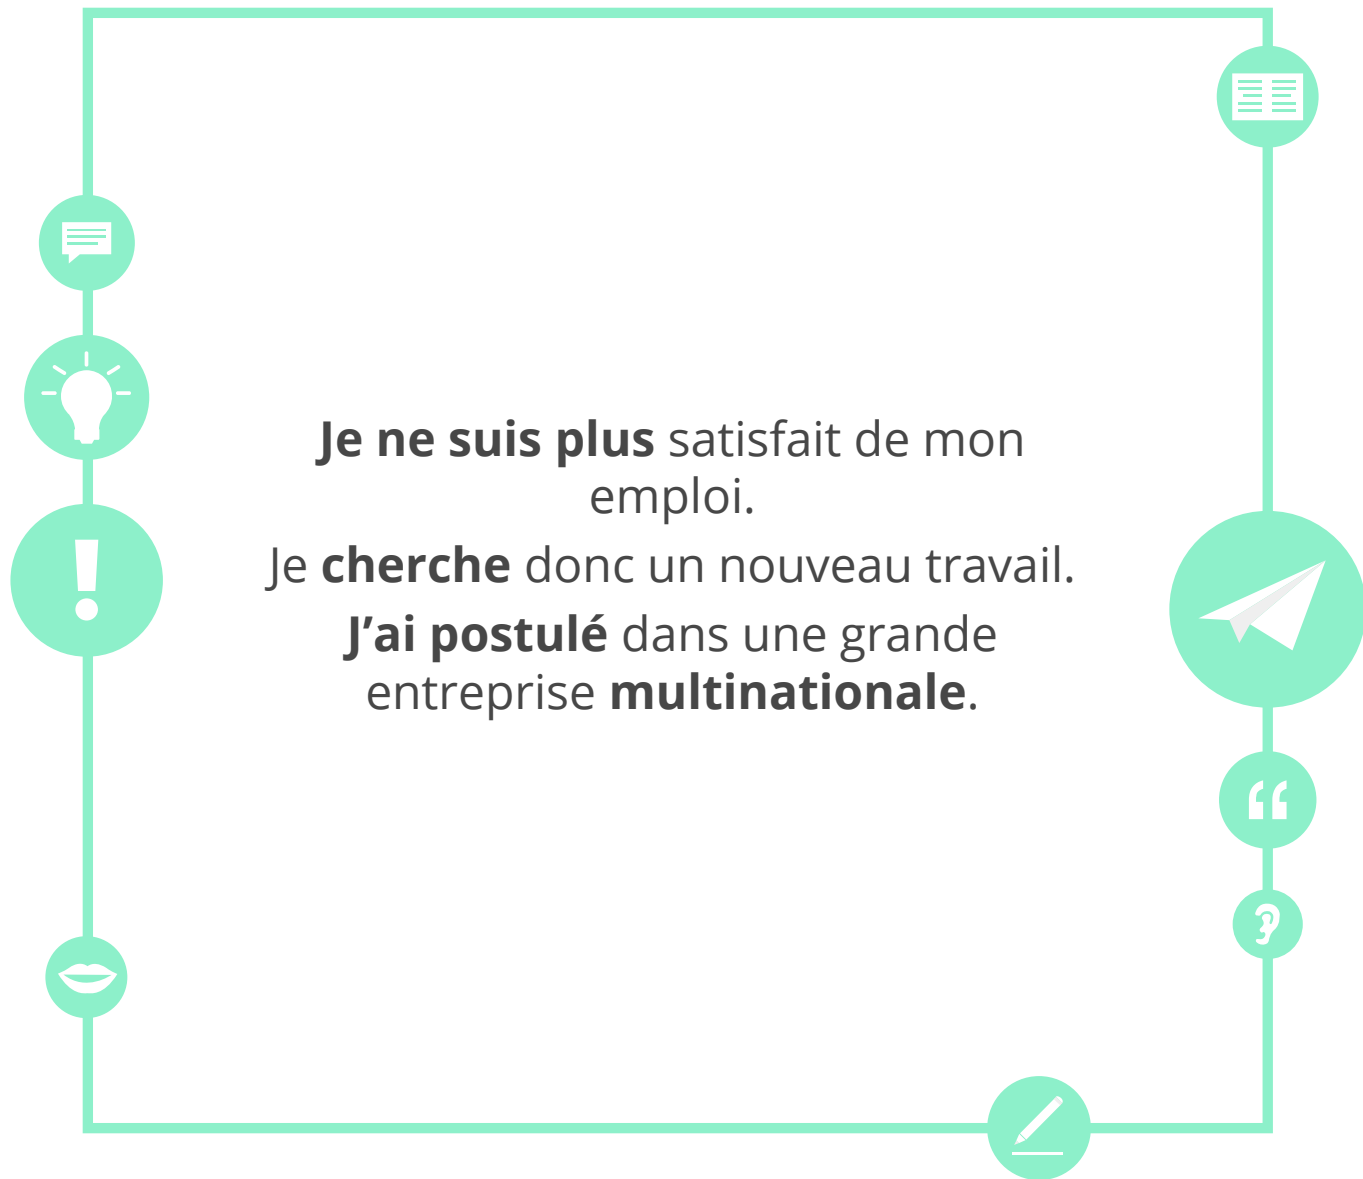 Je ne suis plus satisfait de mon
emploi.
Je cherche donc un nouveau travail.
J’ai postulé dans une grande
entreprise multinationale.